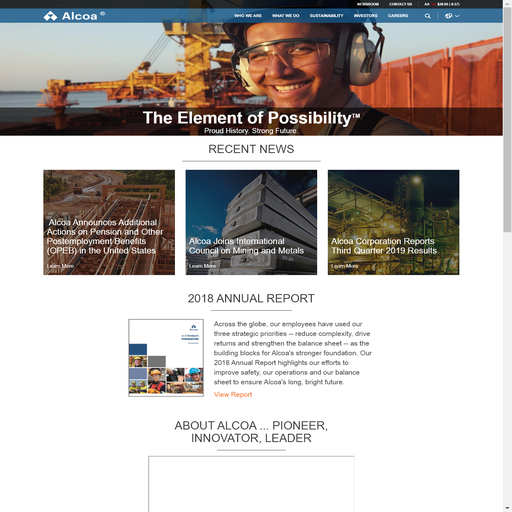 NEWSROOM CONTACT US AA
Alcoa
WHO WE ARE WHAT WE DO SUSTAINABILITY INVESTORS CAREERS
The Element of Possibility™
Proud History. Strong Future.
RECENT NEWS
Alcoa Announces Additional
Actions on Pension and Other
Postemployment Benefits
(OPEB) in the United States
Learn More
Alcoa Joins International
Council on Mining and Metals
Learn More
Alcoa Corporation Reports
Third Quarter 2019 Results
Learn More
2018 ANNUAL REPORT
Across the globe, our employees have used our
three strategic priorities -- reduce complexity, drive
returns and strengthen the balance sheet -- as the
building blocks for Alcoa's stronger foundation. Our
2018 Annual Report highlights our efforts to
improve safety, our operations and our balance
sheet to ensure Alcoa's long, bright future.
View Report
ABOUT ALCOA ... PIONEER,
INNOVATOR, LEADER